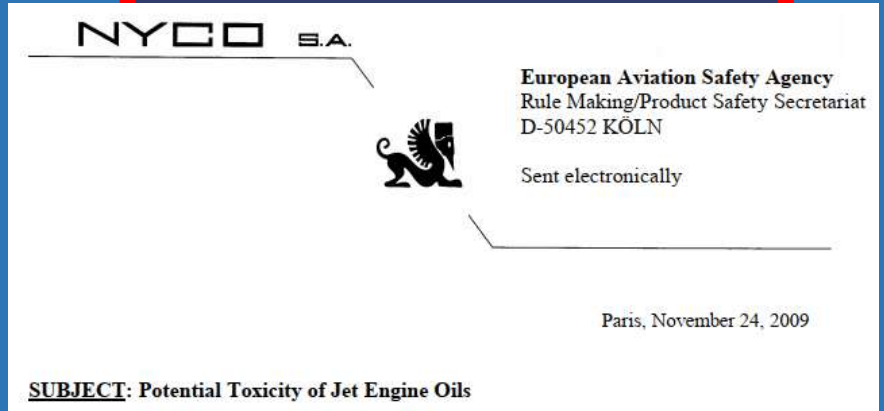 NYCO S.A.
European Aviation Safety Agency
Rule Making/Product Safety Secretariat
D-50452 KÖLN
Sent electronically
Paris, November 24, 2009
SUBJECT: Potential Toxicity of Jet Engine Oils